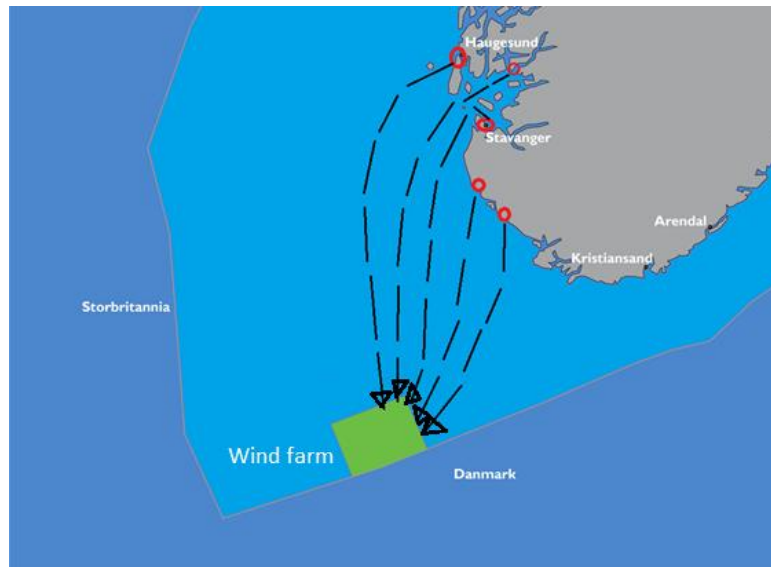 Haugesund
Stavanger
Arendal
Kristiansand
Storbritannia
Wind farm
Danmark